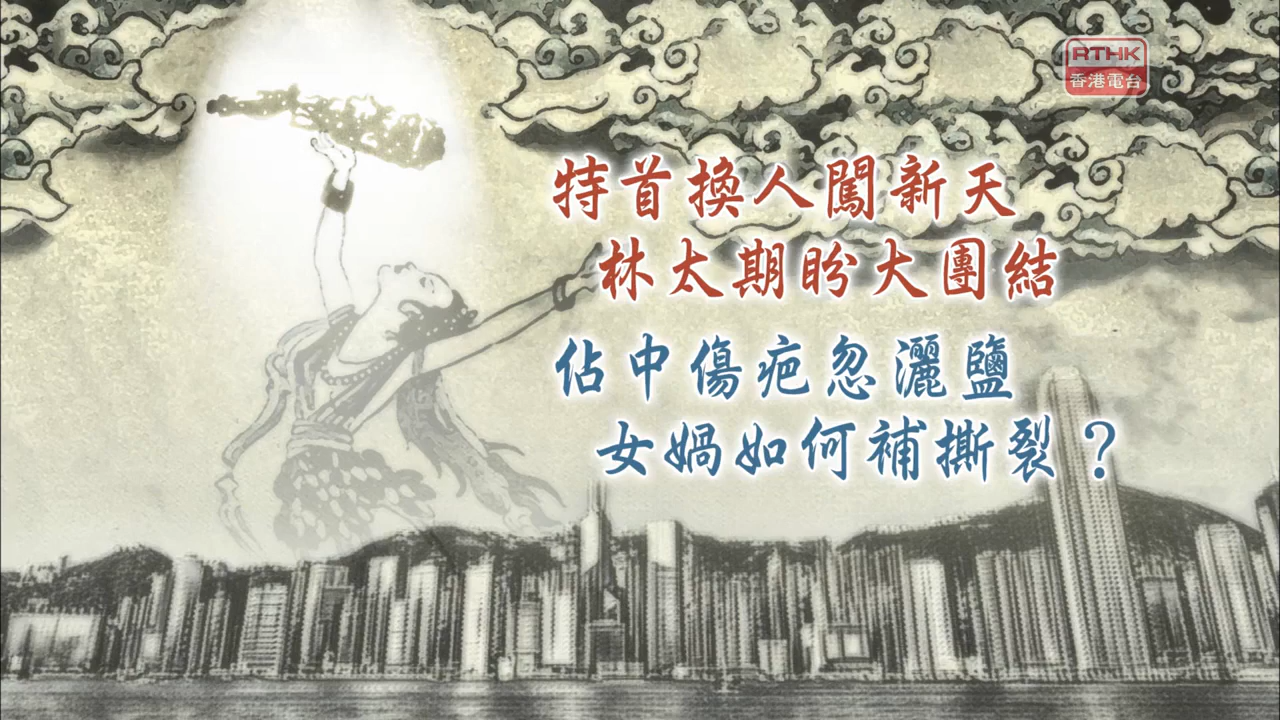 RTHK
香港電台
特首換人闖新天
林太期盼大團結
佔中傷疤忽灑鹽
女媧如何補撕裂？